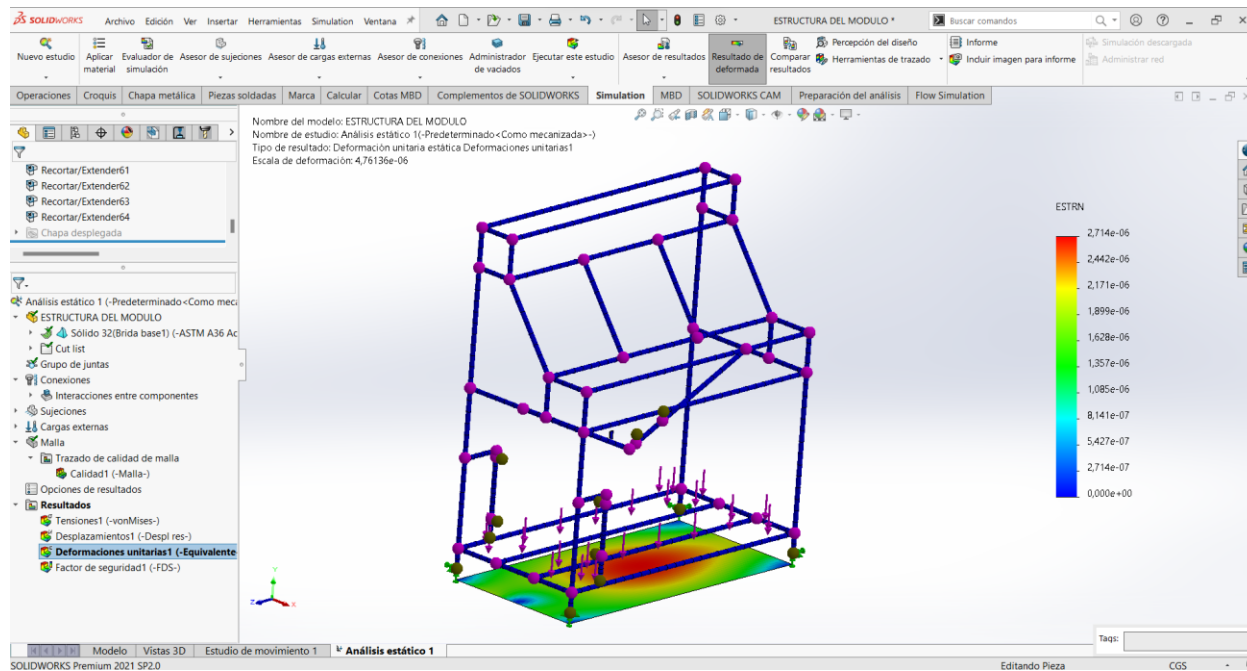 SOLIDWORKS Archivo Edición Ver Insertar Herramientas Simulation Ventana ESTRUCTURA DEL MODULO * Buscar comandos
Nuevo estudio Aplicar material Evaluador de simulación Asesor de sujeciones Asesor de cargas externas Asesor de conexiones Administrador de vaciados Ejecutar este estudio Asesor de resultados Resultado de deformada Comparar resultados
Percepción del diseño Informe Simulación descargada
Herramientas de trazado Induir imagen para informe Administrar red
Operaciones Croquis Chapa metálica Piezas soldadas Marca Calcular Cotas MBD Complementos de SOLIDWORKS Simulation MBD SOLIDWORKS CAM Preparación del análisis Flow Simulation
Nombre del modelo: ESTRUCTURA DEL MODULO
Nombre de estudio: Análisis estático 1(-Predeterminado<Como mecanizada>-)
Tipo de resultado: Deformación unitaria estática Deformaciones unitarias1
Escala de deformación: 4,76136e-06
Recortar/Extender61
Recortar/Extender62
Recortar/Extender63
Recortar/Extender64
Chapa desplegada
Análisis estático 1 (-Predeterminado<Como meca
ESTRUCTURA DEL MODULO
Sólido 32(Brida base1) (-ASTM A36 Ac
Cut list
Grupo de juntas
Conexiones
Interacciones entre componentes
Sujeciones
Cargas externas
Malla
Trazado de calidad de malla
Calidad1 (-Malla-)
Opciones de resultados
Resultados
Tensiones1 (-vonMises-)
Desplazamientos1 (-Despl res-)
Deformaciones unitarias1 (-Equivalente
Factor de seguridad1 (-FDS-)
ESTRN
2,714e-06
2,442e-06
2,171e-06
1,899e-06
1,628e-06
1,357e-06
1,085e-06
8,141e-07
5,427e-07
2,714e-07
0,000e+00
Y
Z
X
Tags:
Modelo Vistas 3D Estudio de movimiento 1 Análisis estático 1
SOLIDWORKS Premium 2021 SP2.0 Editando Pieza CGS